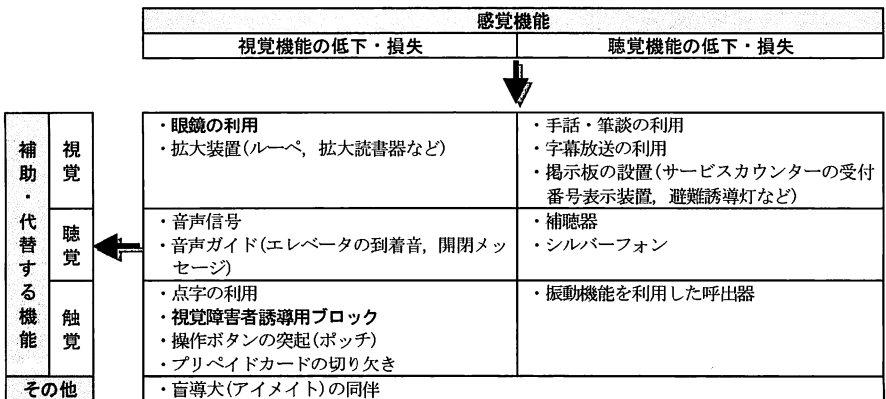 感覚機能
視覚機能の低下・損失
聴覚機能の低下・損失
補助・代替する機能
視覚
・眼鏡の利用
・拡大装置(ルーペ，拡大読書器など)
・手話・筆談の利用
・字幕放送の利用
・掲示板の設置(サービスカウンターの受付
番号表示装置，避難誘導灯など)
聴覚
・音声信号
・音声ガイド(エレベータの到着音，開閉メッ
セージ)
・補聴器
・シルバーフォン
触覚
・点字の利用
・視覚障害者誘導用ブロック
・操作ボタンの突起(ポッチ)
・プリペイドカードの切り欠き
・振動機能を利用した呼出器
その他
・盲導犬(アイメイト)の同伴